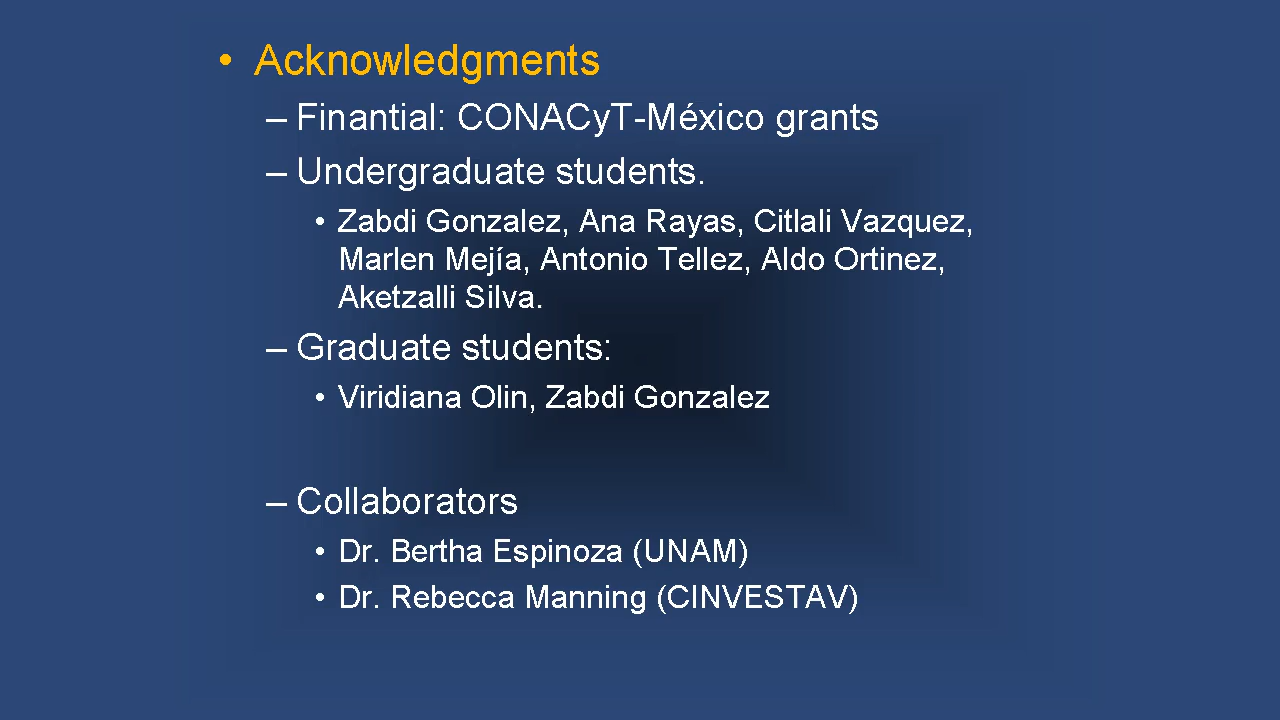 • Acknowledgments
– Finantial: CONACyT-México grants
– Undergraduate students.
• Zabdi Gonzalez, Ana Rayas, Citlali Vazquez,
Marlen Mejía, Antonio Tellez, Aldo Ortinez,
Aketzalli Silva.
– Graduate students:
• Viridiana Olin, Zabdi Gonzalez
– Collaborators
• Dr. Bertha Espinoza (UNAM)
• Dr. Rebecca Manning (CINVESTAV)